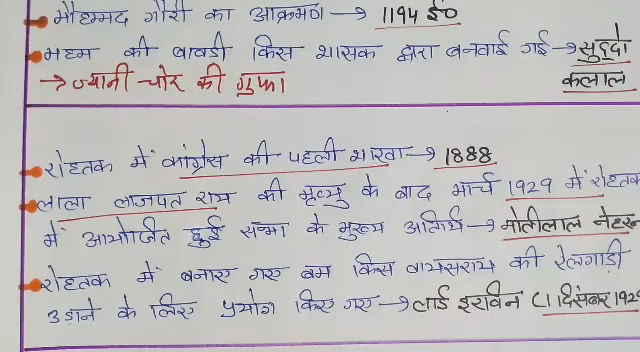 मौहम्मद गौरी का आक्रमण → 1194 ई०
महम की बावडी किस शासक द्वारा बनवाई गई → सुद्दो
→ ज्यानी चोर की गुफा कलाल
रोहतक में कांग्रेस की पहली शाखा → 1888
लाला लाजपत राय की मृत्यु के बाद मार्च 1929 में रोहतक
में आयोजित हुई सभा के मुख्य अतिथि → मोतीलाल नेहरू
रोहतक में बनाए गए बम किस वायसराय की रेलगाड़ी
उड़ाने के लिए प्रयोग किए गए → लार्ड इरविन (1 दिसंबर 192